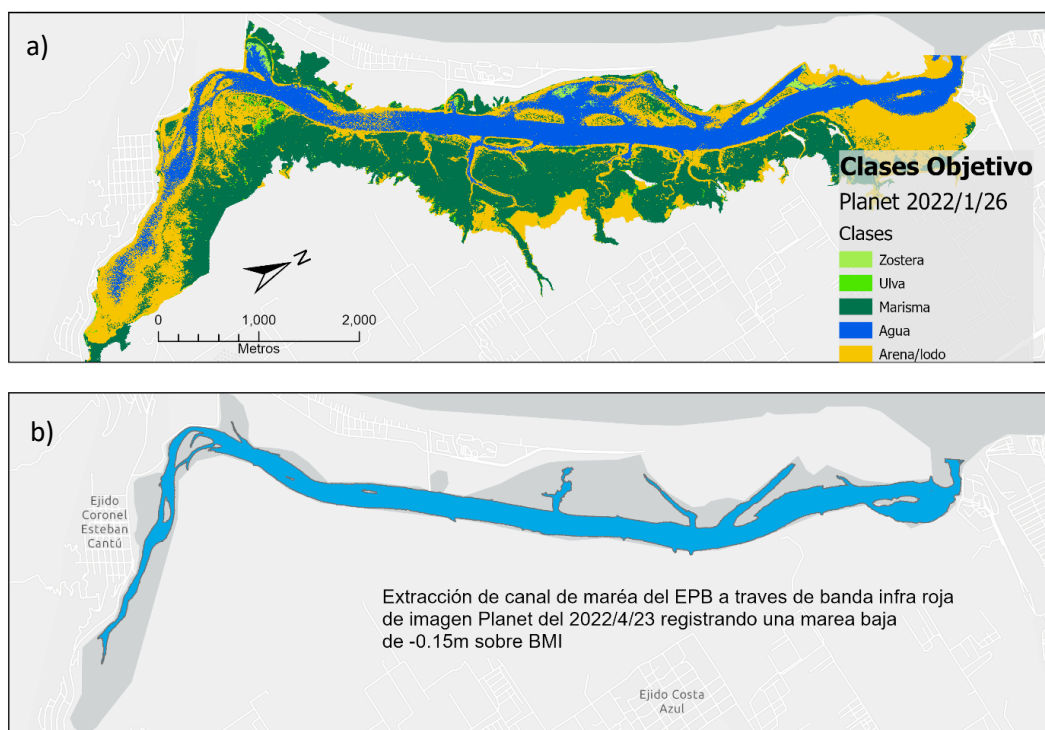 a)
Clases Objetivo
Planet 2022/1/26
Clases
Zostera
Ulva
Marisma
Agua
Arena/lodo
N
0 1,000 2,000
Metros
b)
Ejido
Coronel
Esteban
Cantú
Extracción de canal de maréa del EPB a traves de banda infra roja
de imagen Planet del 2022/4/23 registrando una marea baja
de -0.15m sobre BMI
Ejido Costa
Azul